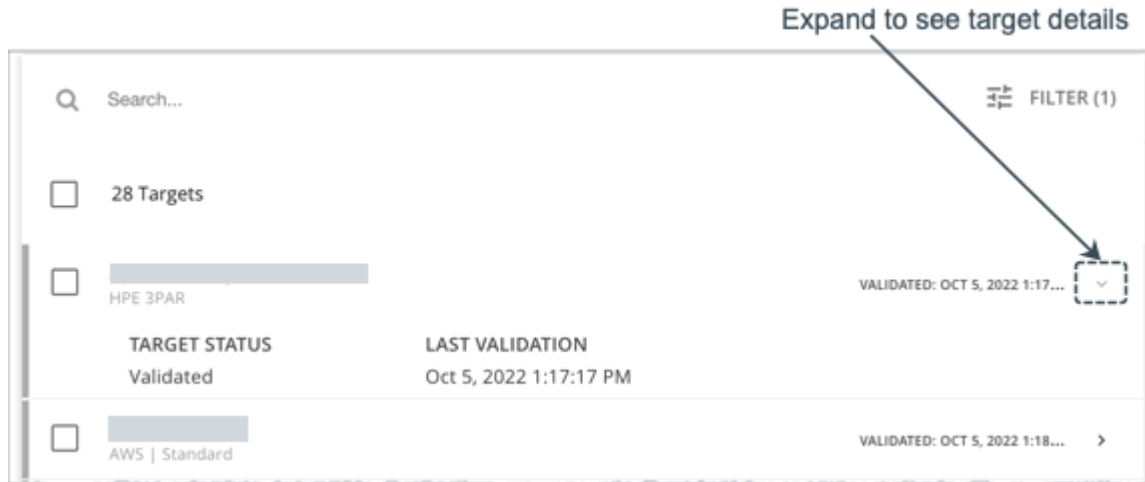 Expand to see target details
Search...
FILTER (1)
28 Targets
VALIDATED: OCT 5, 2022 1:17...
HPE 3PAR
TARGET STATUS
LAST VALIDATION
Validated
Oct 5, 2022 1:17:17 PM
VALIDATED: OCT 5, 2022 1:18...
AWS | Standard